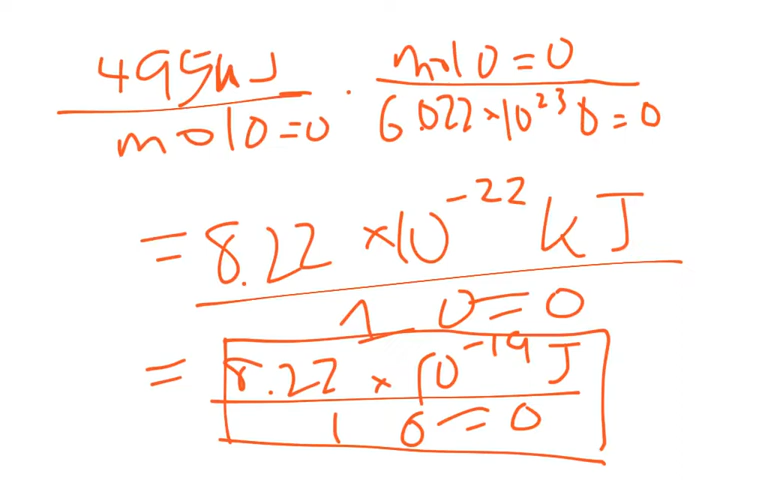 495kJ / mol O=O · mol O=O / 6.022×10^23 O=O
= 8.22 ×10^-22 kJ / 1 O=O
= 8.22 × 10^-19 J / 1 O=O